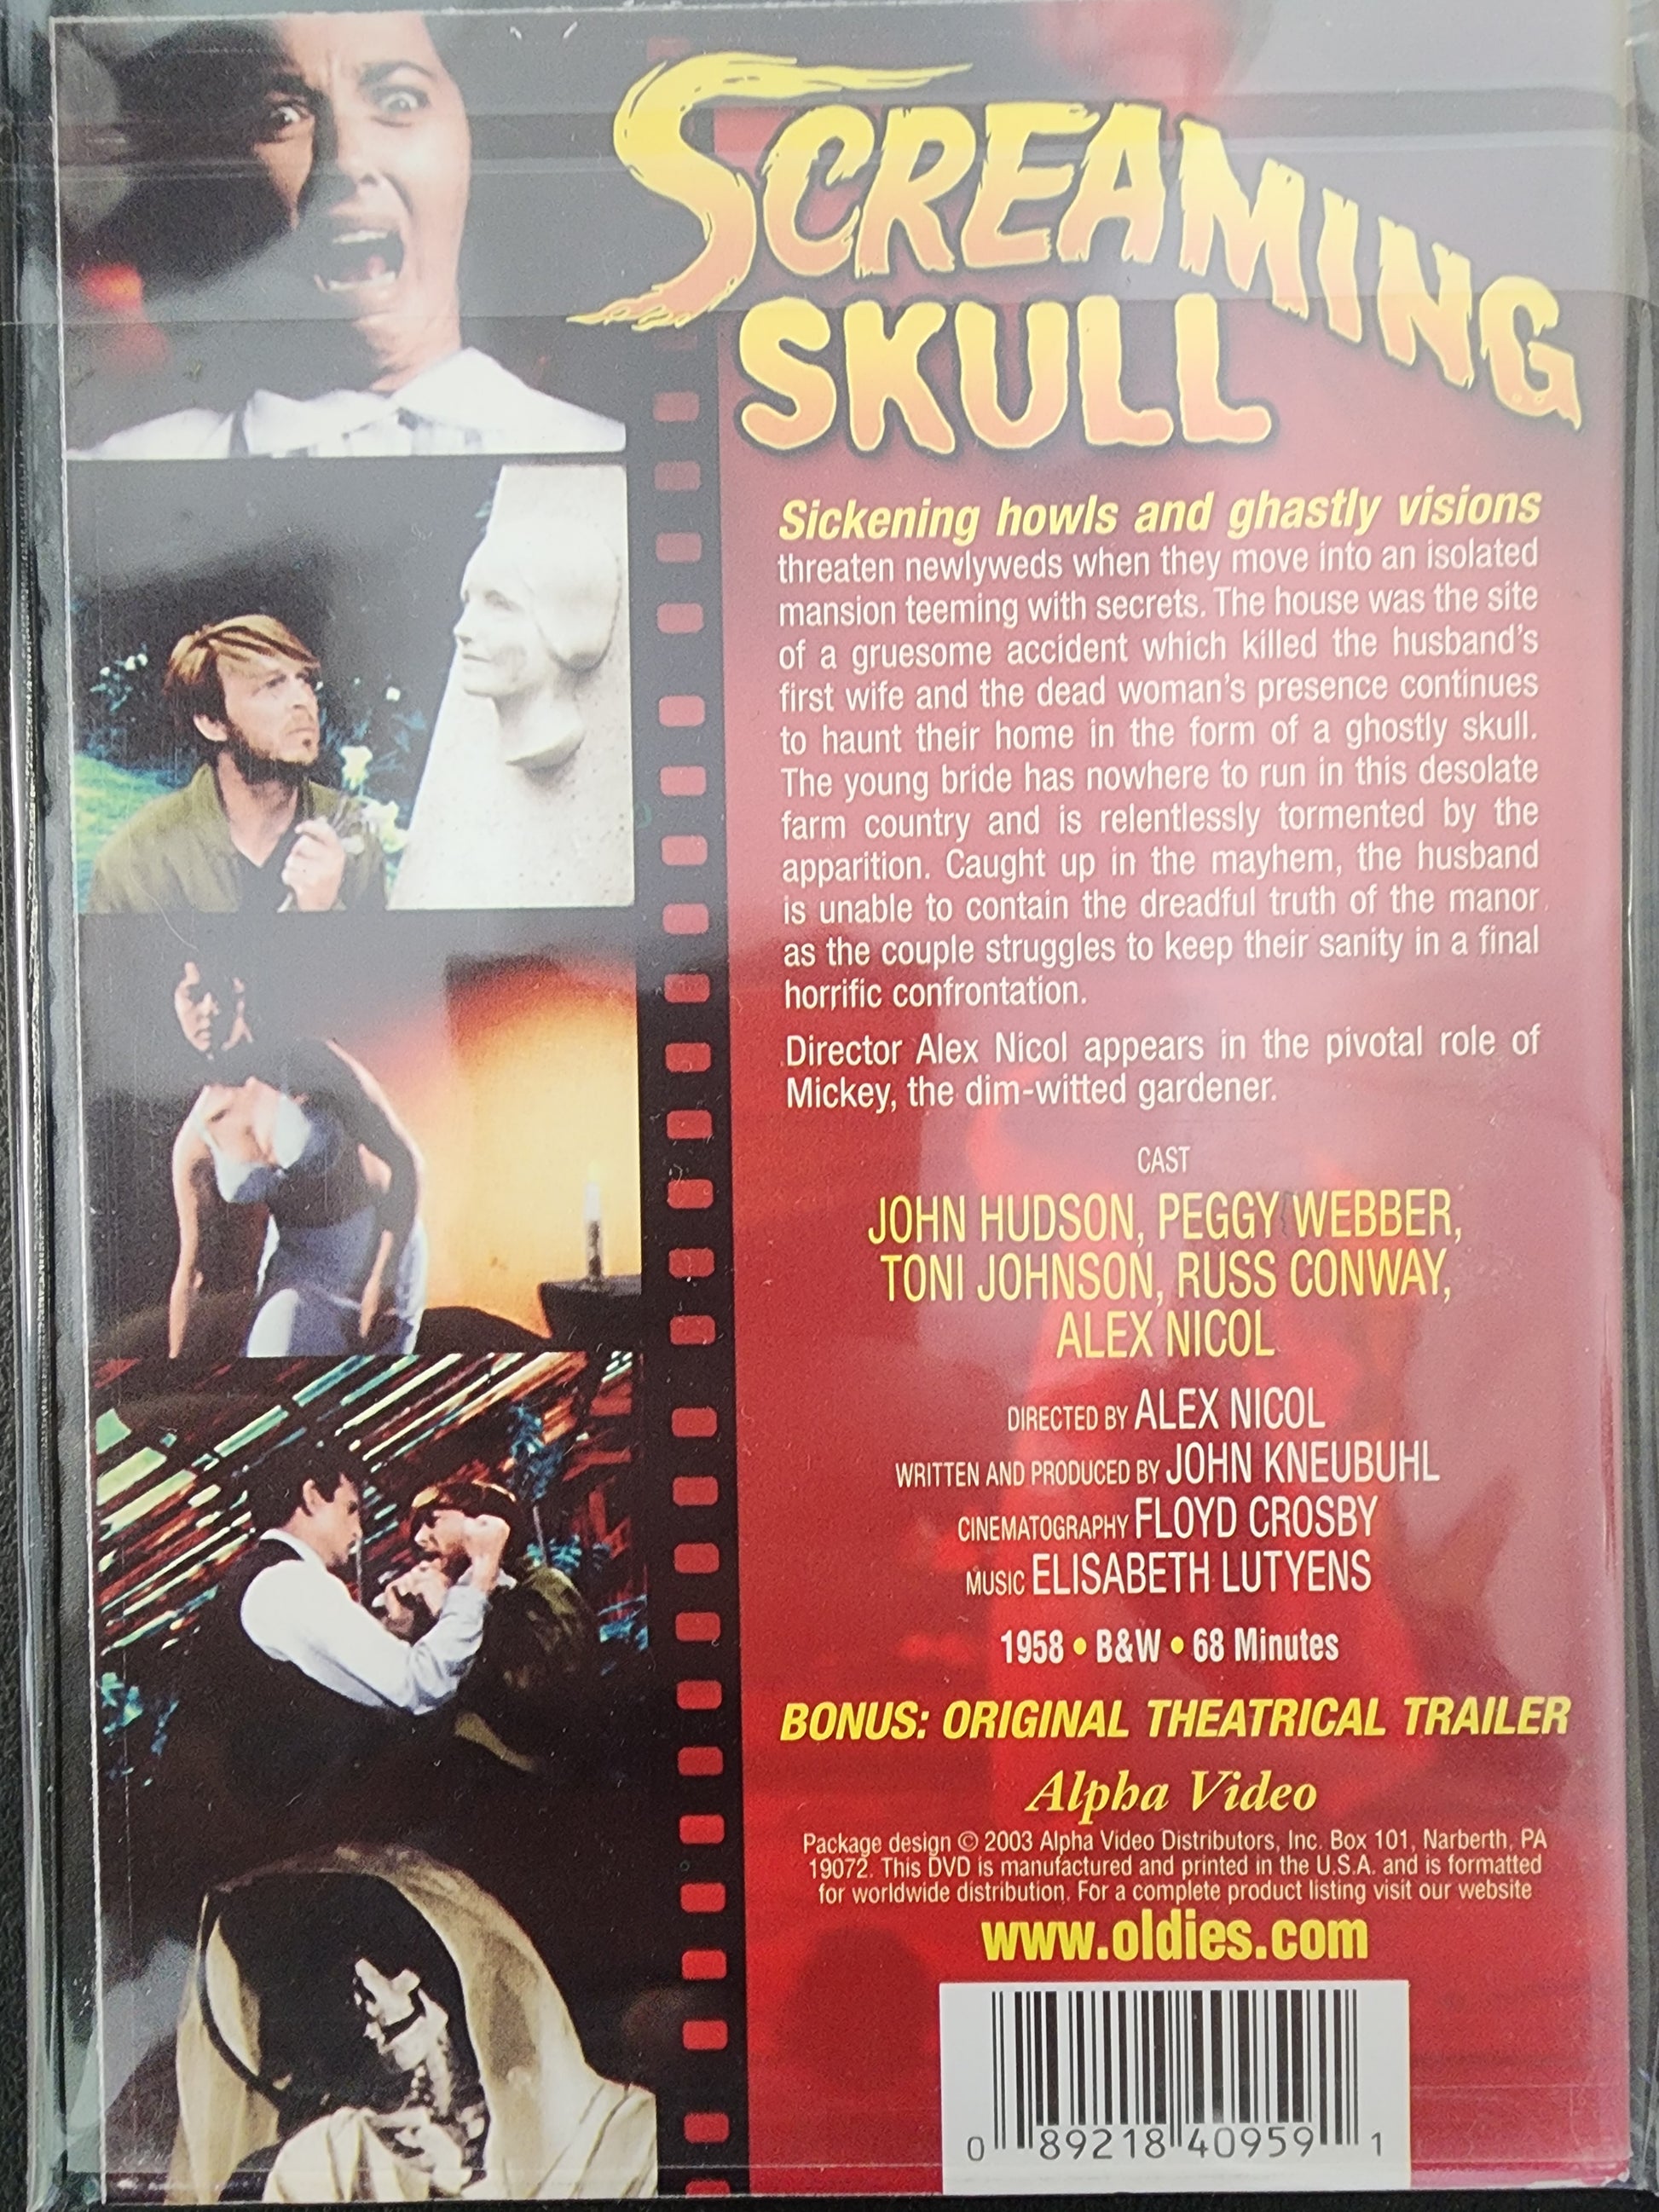 SCREAMING
SKULL
Sickening howls and ghastly visions
threaten newlyweds when they move into an isolated
mansion teeming with secrets. The house was the site
of a gruesome accident which killed the husband's
first wife and the dead woman's presence continues
to haunt their home in the form of a ghostly skull.
The young bride has nowhere to run in this desolate
farm country and is relentlessly tormented by the
apparition. Caught up in the mayhem, the husband
is unable to contain the dreadful truth of the manor
as the couple struggles to keep their sanity in a final
horrific confrontation.
Director Alex Nicol appears in the pivotal role of
Mickey, the dim-witted gardener.
CAST
JOHN HUDSON, PEGGY WEBBER,
TONI JOHNSON, RUSS CONWAY,
ALEX NICOL
DIRECTED BY ALEX NICOL
WRITTEN AND PRODUCED BY JOHN KNEUBUHL
CINEMATOGRAPHY FLOYD CROSBY
MUSIC ELISABETH LUTYENS
1958 • B&W • 68 Minutes
BONUS: ORIGINAL THEATRICAL TRAILER
Alpha Video
Package design © 2003 Alpha Video Distributors, Inc. Box 101, Narberth, PA
19072. This DVD is manufactured and printed in the U.S.A. and is formatted
for worldwide distribution. For a complete product listing visit our website
www.oldies.com
0 89218 40959 1